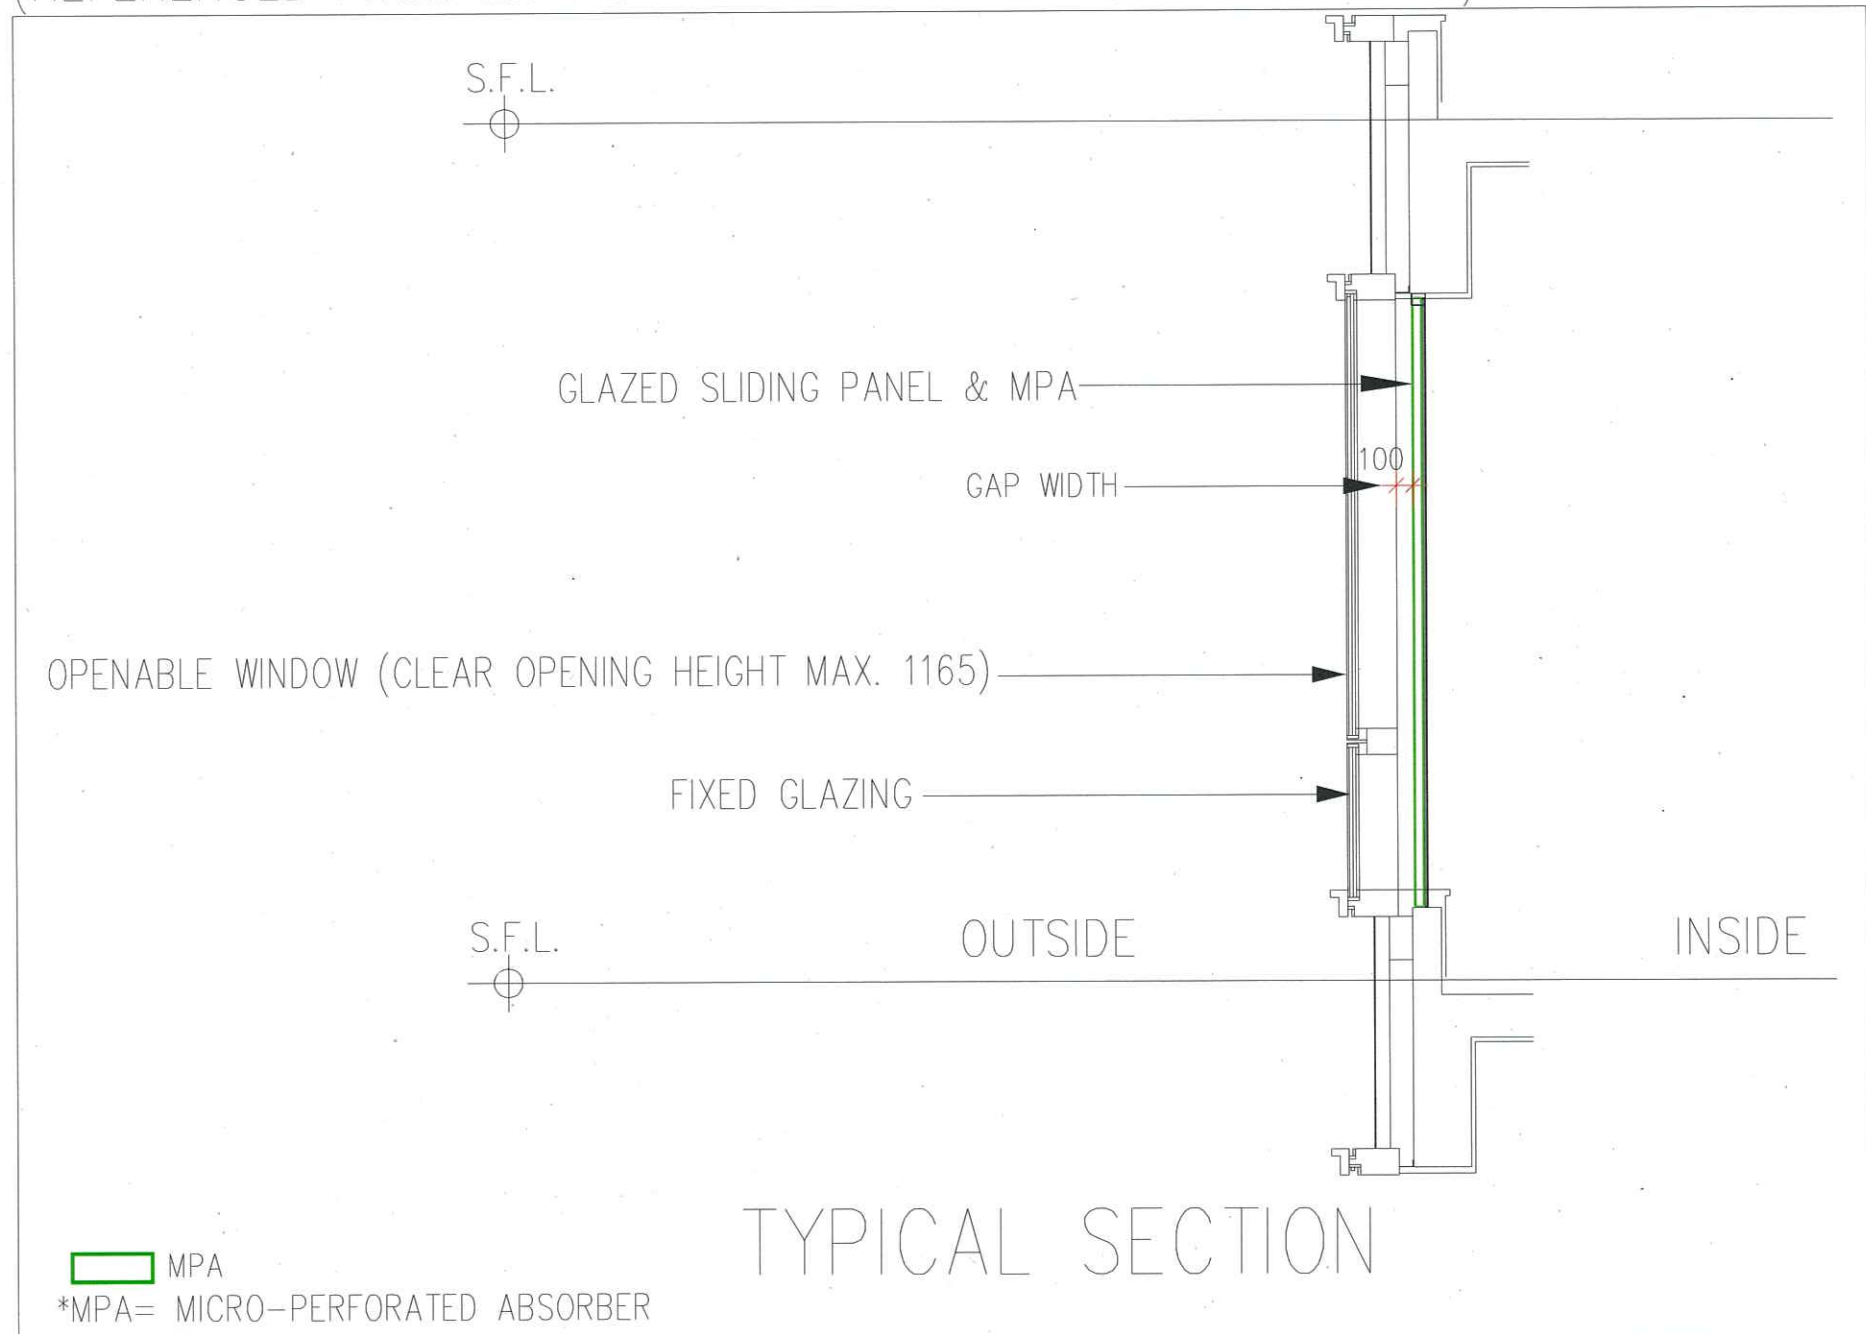 S.F.L.
GLAZED SLIDING PANEL & MPA
100
GAP WIDTH
OPENABLE WINDOW (CLEAR OPENING HEIGHT MAX. 1165)
FIXED GLAZING
S.F.L.
OUTSIDE
INSIDE
TYPICAL SECTION
MPA
*MPA= MICRO-PERFORATED ABSORBER